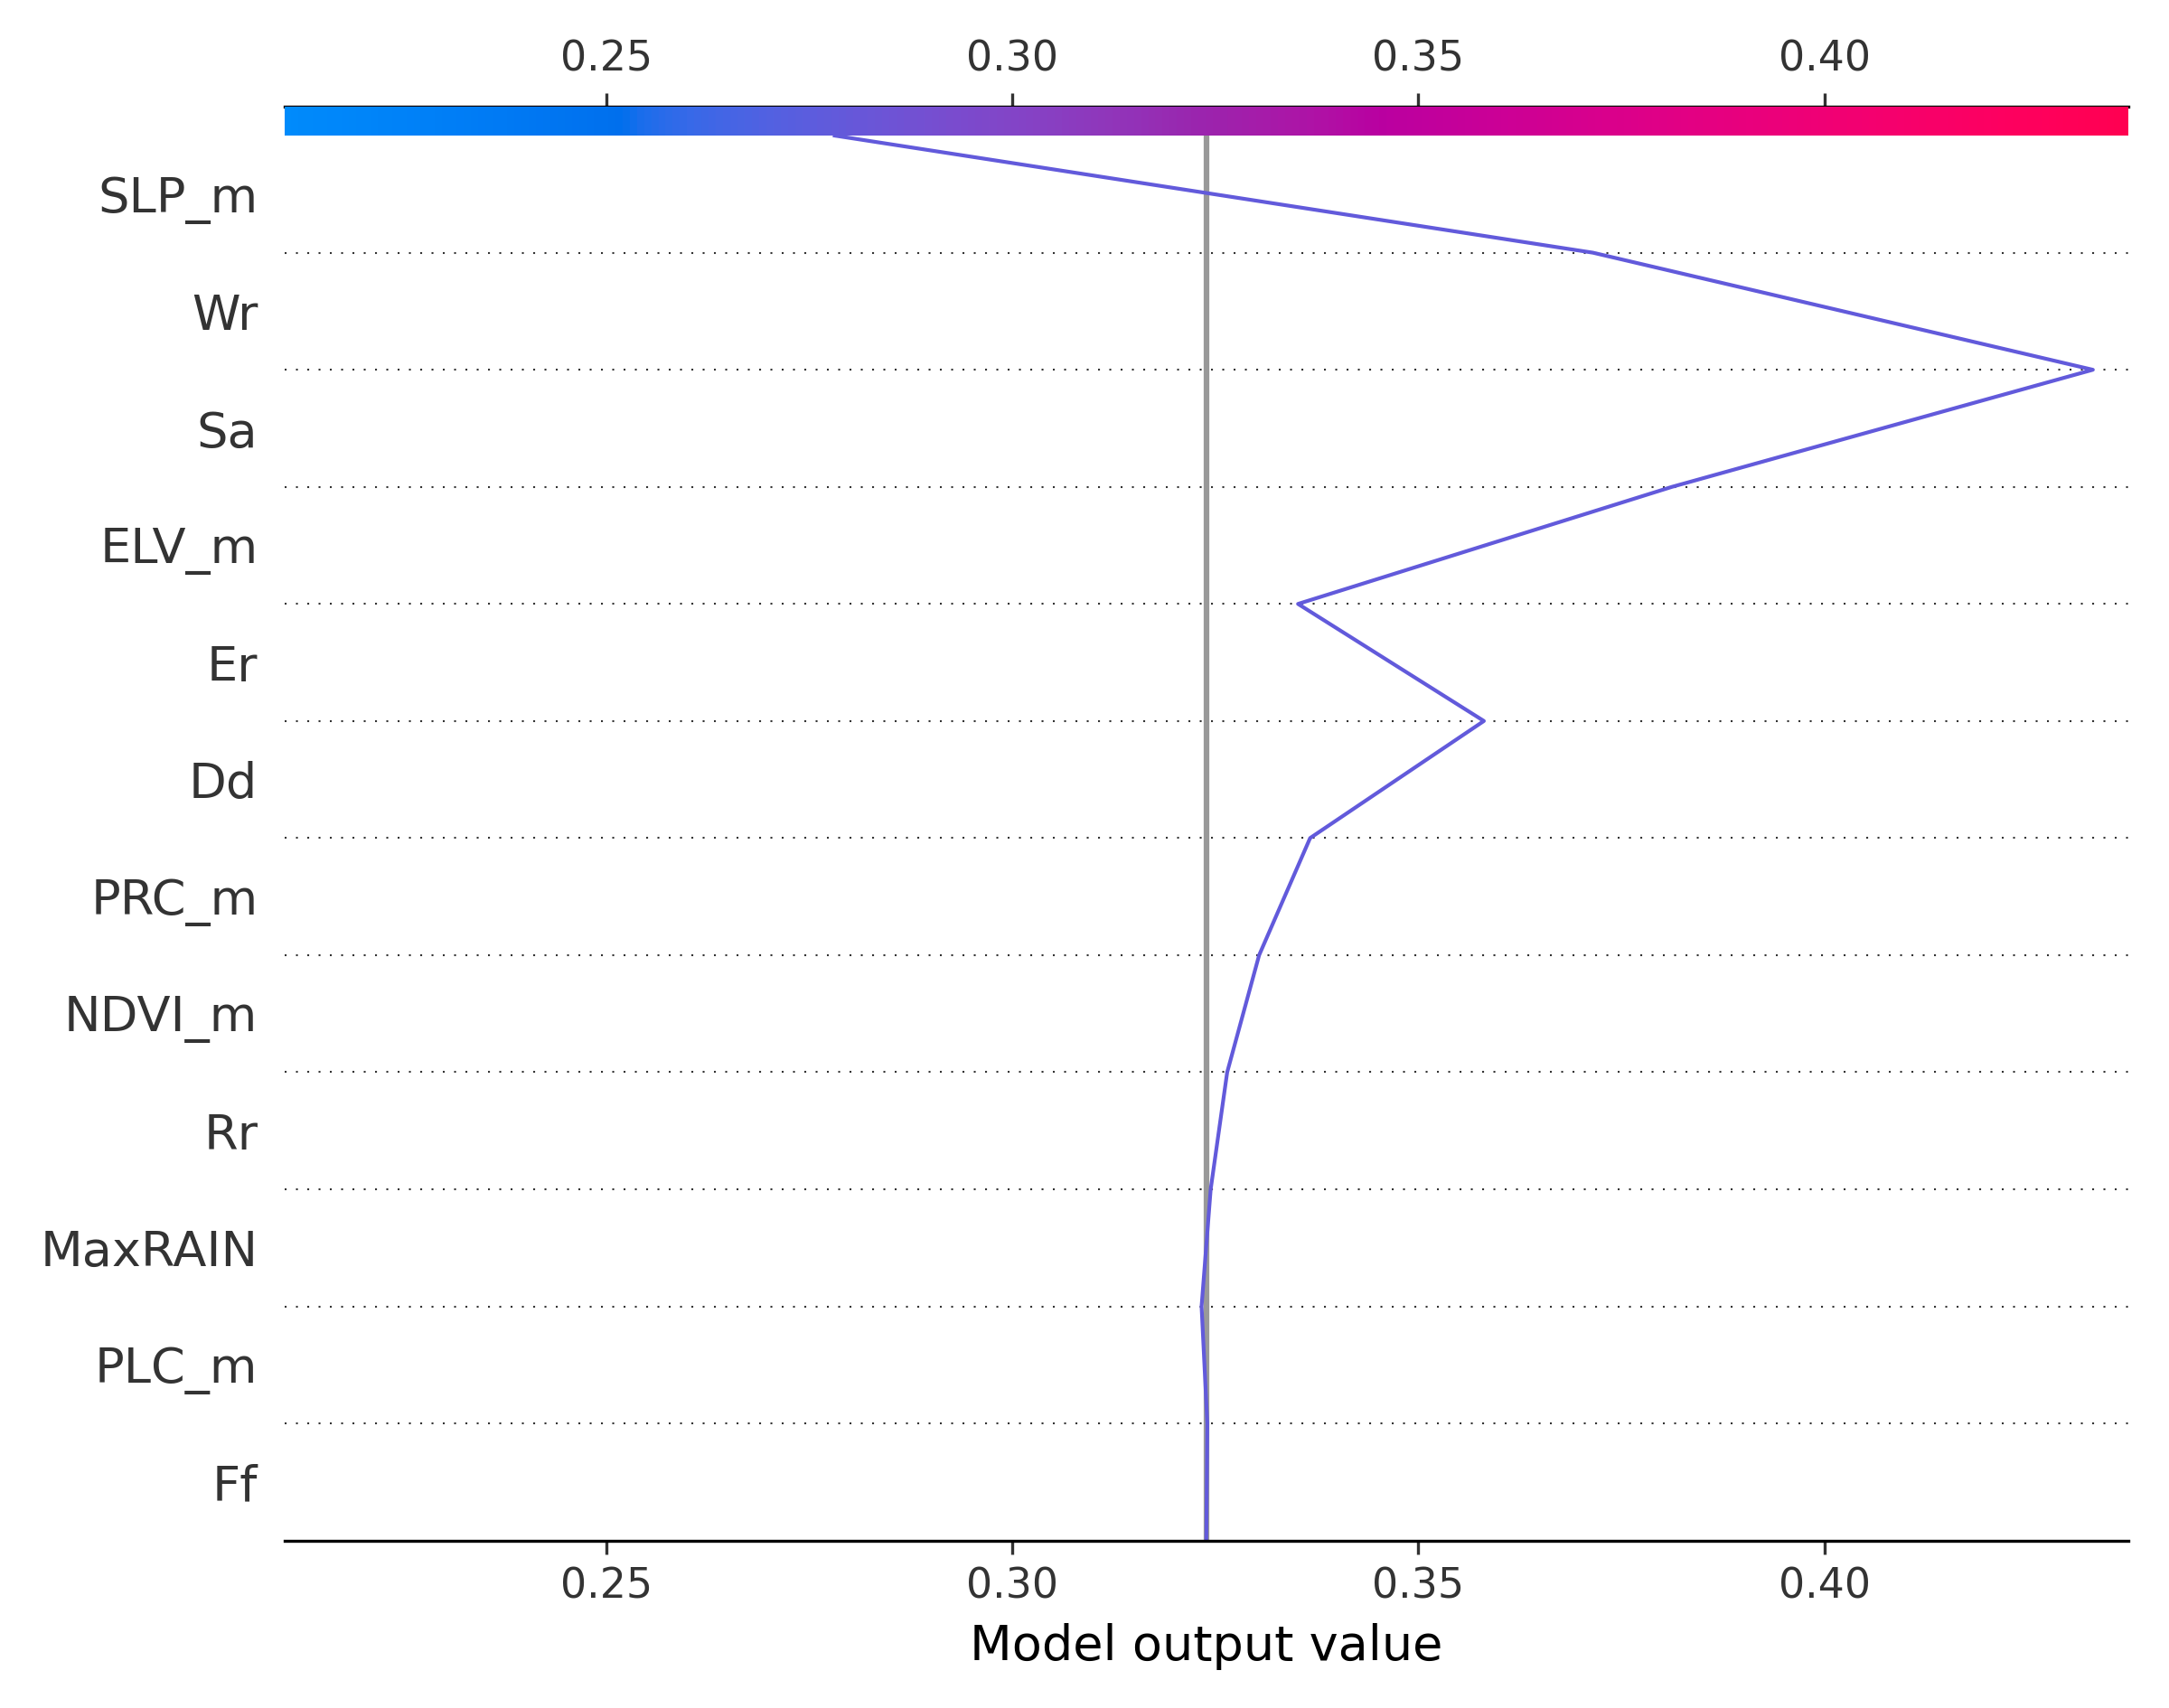 0.25 0.30 0.35 0.40
SLP_m
Wr
Sa
ELV_m
Er
Dd
PRC_m
NDVI_m
Rr
MaxRAIN
PLC_m
Ff
0.25 0.30 0.35 0.40
Model output value